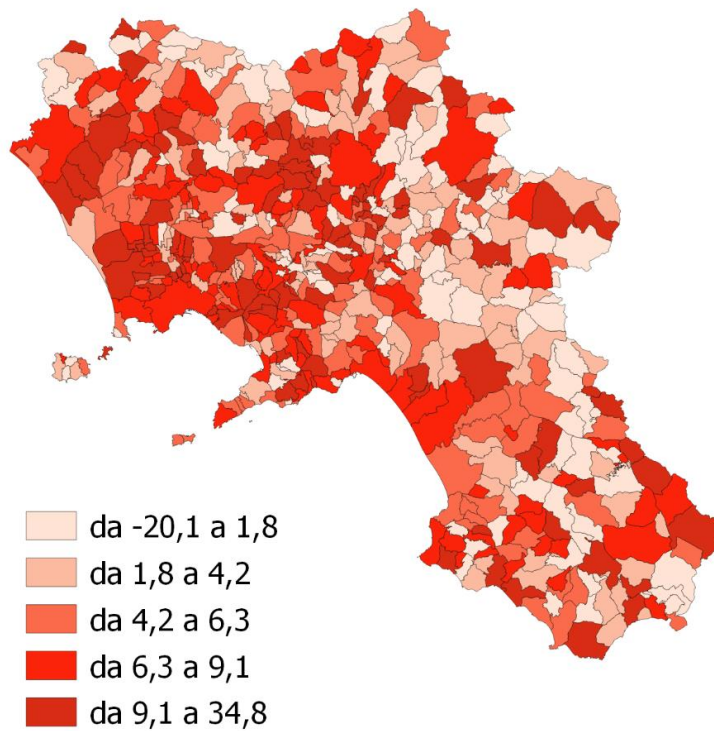 da -20,1 a 1,8
da 1,8 a 4,2
da 4,2 a 6,3
da 6,3 a 9,1
da 9,1 a 34,8